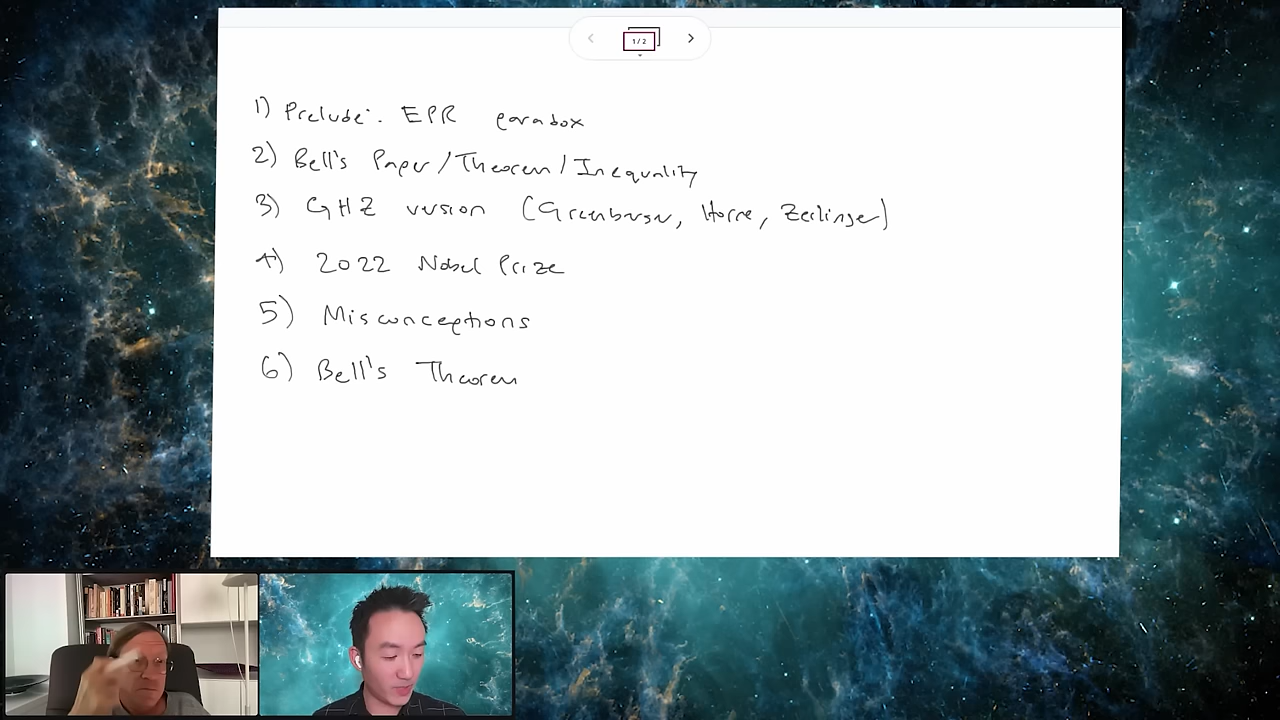 1 / 2
1) Prelude: EPR paradox
2) Bell's Paper/Theorem/Inequality
3) GHZ version (Greenberger, Horne, Zeilinger)
4) 2022 Nobel Prize
5) Misconceptions
6) Bell's Theorem